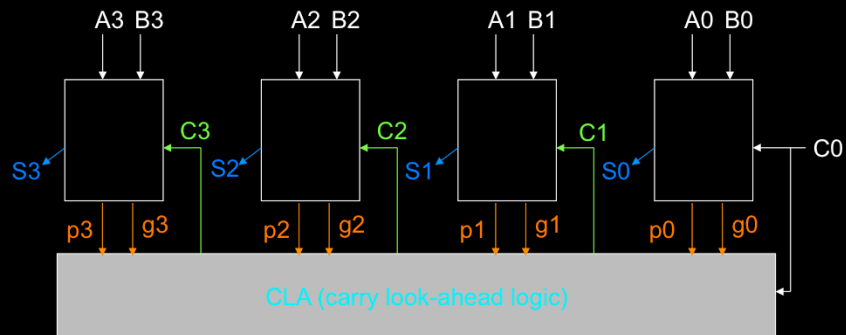 A3 B3 A2 B2 A1 B1 A0 B0
C3 C2 C1 C0
S3 S2 S1 S0
p3 g3 p2 g2 p1 g1 p0 g0
CLA (carry look-ahead logic)